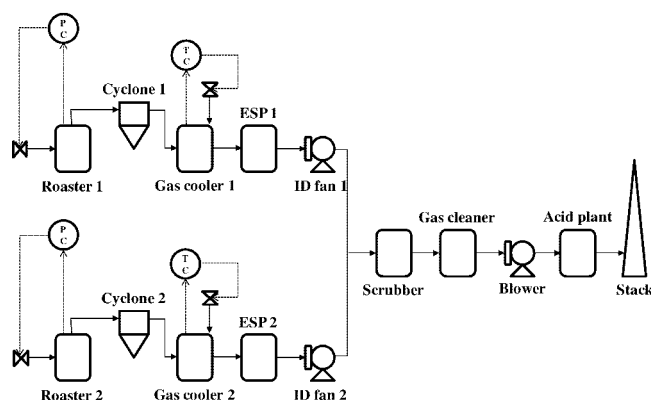 P
C
T
C
Cyclone 1
ESP 1
Roaster 1
Gas cooler 1
ID fan 1
Gas cleaner
Acid plant
Scrubber
Blower
Stack
P
C
T
C
Cyclone 2
ESP 2
Roaster 2
Gas cooler 2
ID fan 2